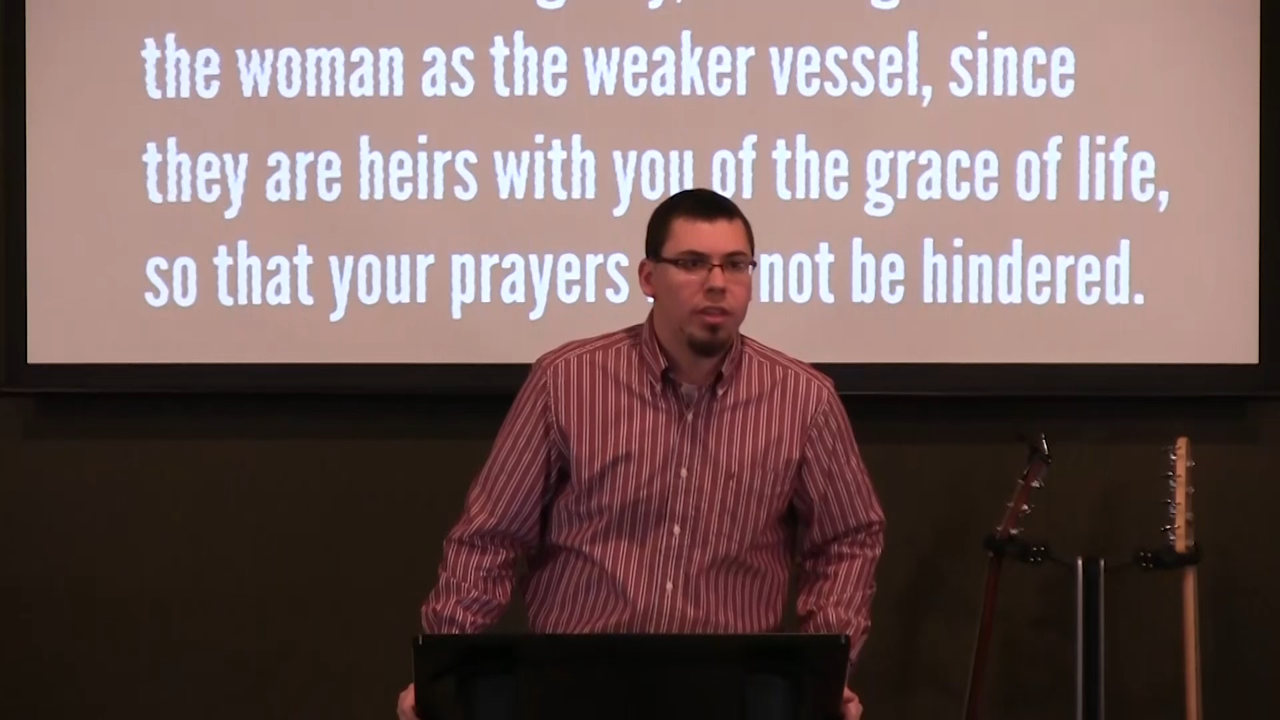 the woman as the weaker vessel, since
they are heirs with you of the grace of life,
so that your prayers not be hindered.